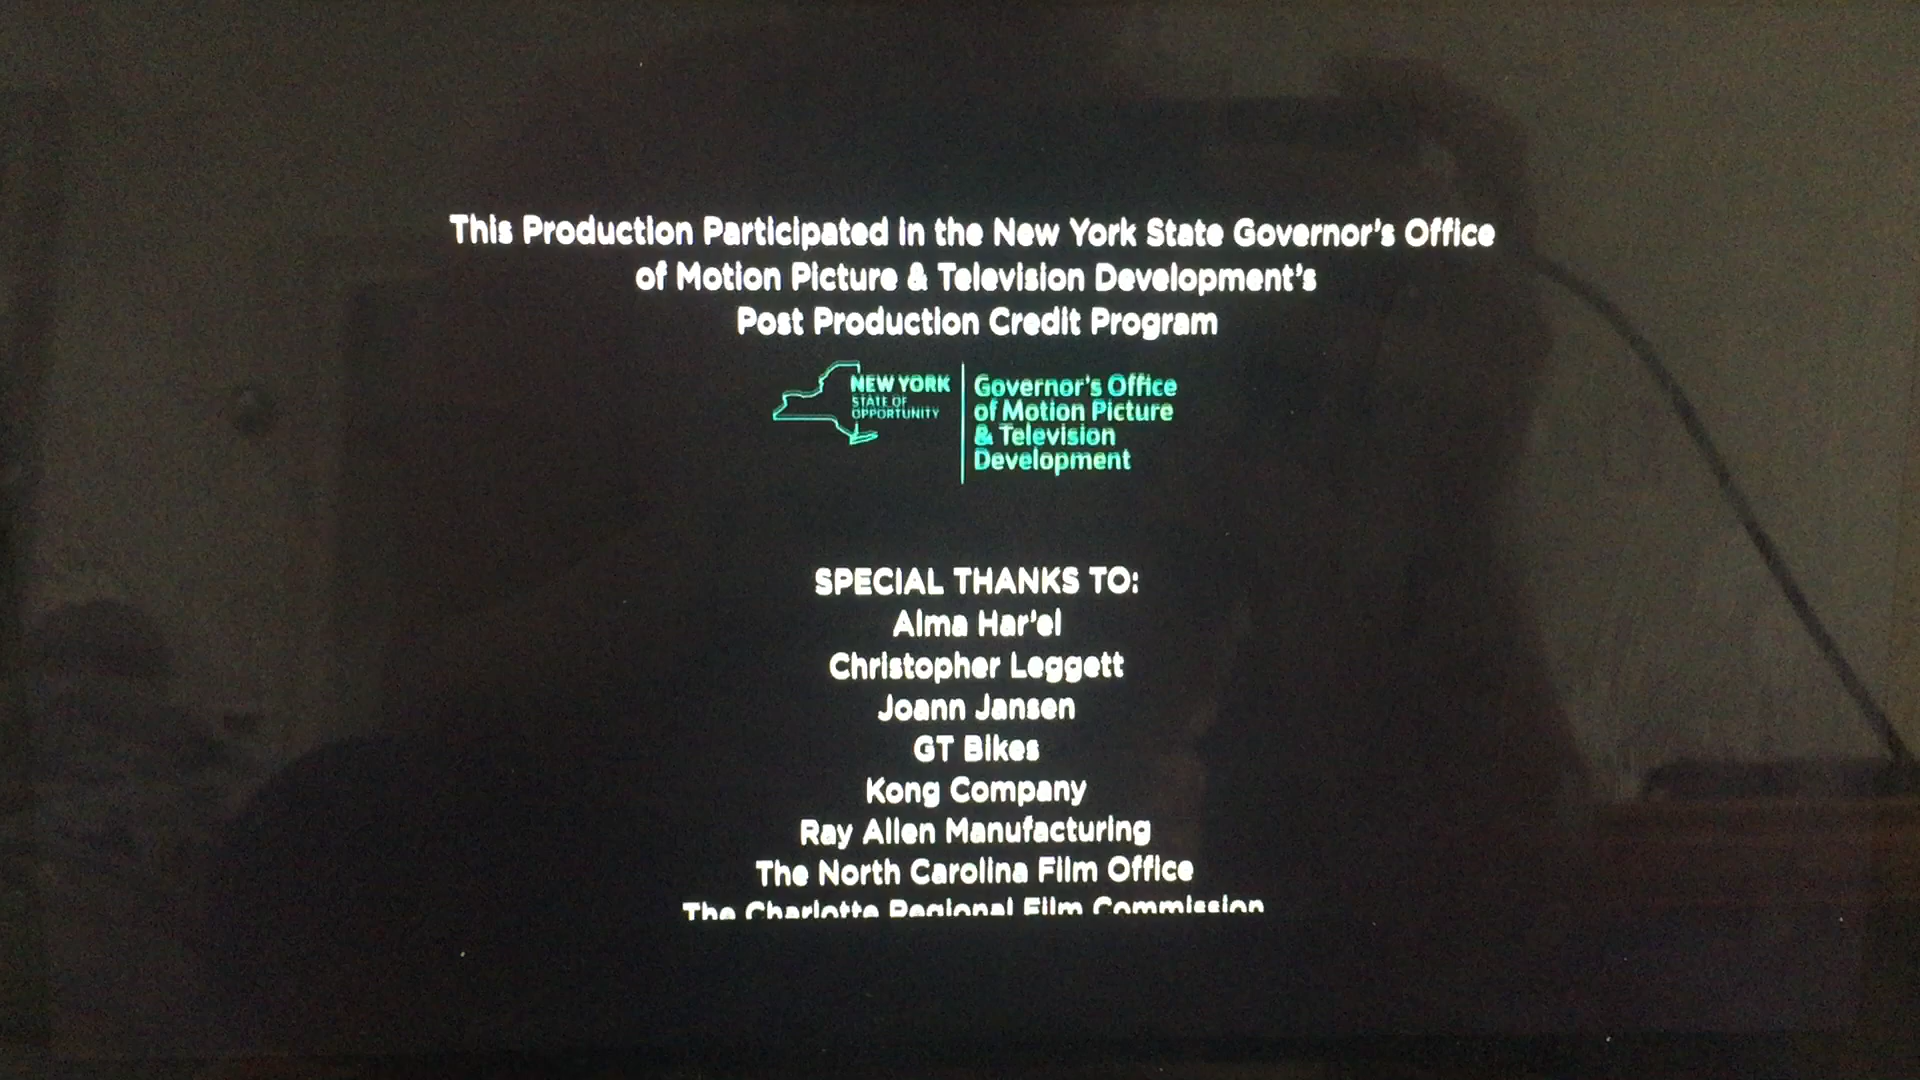 This Production Participated in the New York State Governor's Office
of Motion Picture & Television Development's
Post Production Credit Program
NEW YORK
STATE OF
OPPORTUNITY
Governor's Office
of Motion Picture
& Television
Development
SPECIAL THANKS TO:
Alma Har'el
Christopher Leggett
Joann Jansen
GT Bikes
Kong Company
Ray Allen Manufacturing
The North Carolina Film Office
The Charlotte Regional Film Commission